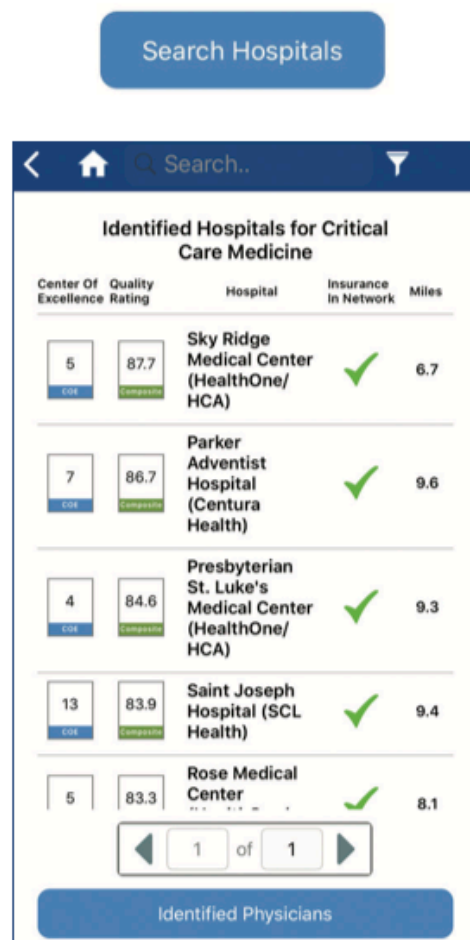 Search Hospitals
Search..
Identified Hospitals for Critical
Care Medicine
Center Of Quality Insurance
Excellence Rating Hospital In Network Miles
Sky Ridge
5 87.7 Medical Center 6.7
COE Composite (HealthOne/
HCA)
Parker
Adventist
7 86.7 Hospital 9.6
COE Composite (Centura
Health)
Presbyterian
St. Luke's
4 84.6 Medical Center 9.3
COE Composite (HealthOne/
HCA)
Saint Joseph
13 83.9 Hospital (SCL 9.4
COE Composite Health)
Rose Medical
5 83.3 Center 8.1
1 of 1
Identified Physicians